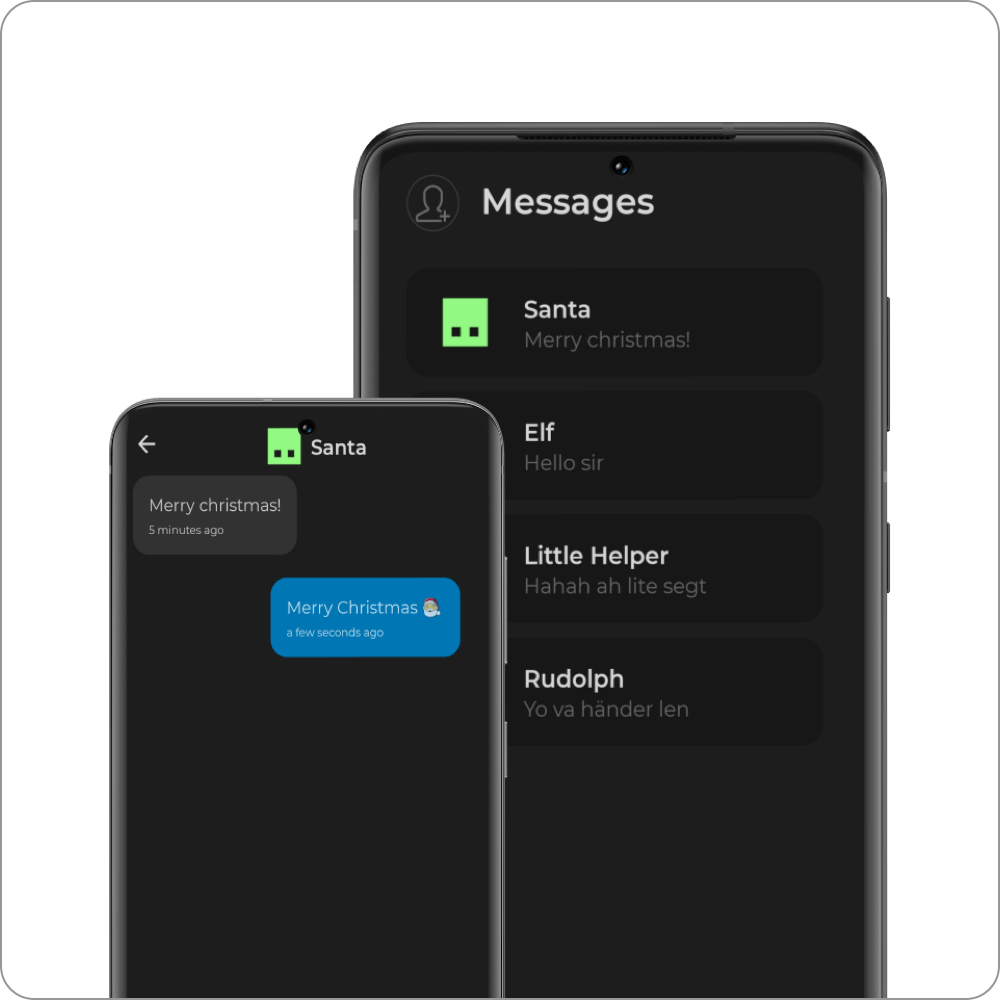 Messages
Santa
Merry christmas!
Elf
Hello sir
Little Helper
Hahah ah lite segt
Rudolph
Yo va händer len
Santa
Merry christmas!
5 minutes ago
Merry Christmas 🎅
a few seconds ago